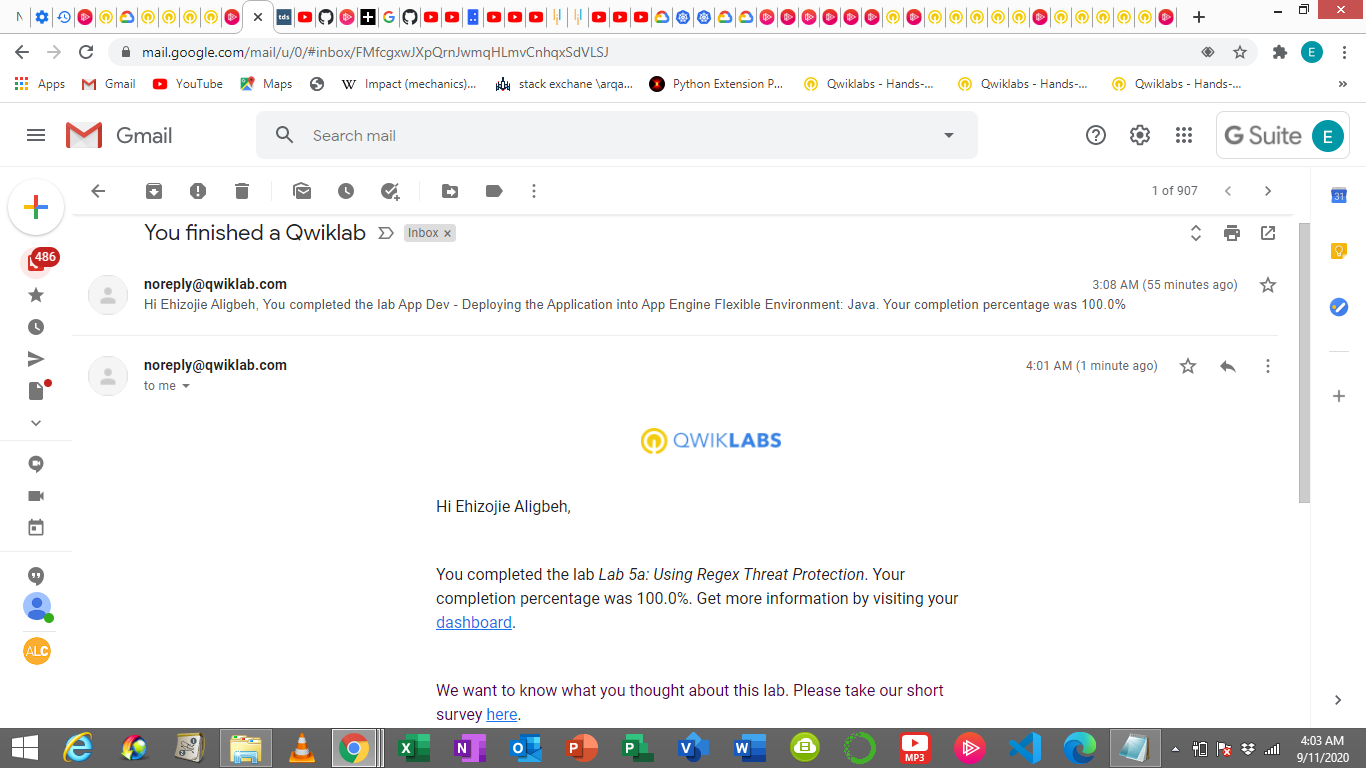 tds
mail.google.com/mail/u/0/#inbox/FMfcgxwJXpQrnJwmqHLmvCnhqxSdVLSJ
E
Apps
Gmail
YouTube
Maps
Impact (mechanics)...
stack exchane \arqa...
Python Extension P...
Qwiklabs - Hands-...
Qwiklabs - Hands-...
Qwiklabs - Hands-...
Gmail
Search mail
G Suite
E
1 of 907
31
You finished a Qwiklab
Inbox ×
486
noreply@qwiklab.com
3:08 AM (55 minutes ago)
Hi Ehizojie Aligbeh, You completed the lab App Dev - Deploying the Application into App Engine Flexible Environment: Java. Your completion percentage was 100.0%
noreply@qwiklab.com
4:01 AM (1 minute ago)
to me
QWIKLABS
Hi Ehizojie Aligbeh,
You completed the lab Lab 5a: Using Regex Threat Protection. Your
completion percentage was 100.0%. Get more information by visiting your
dashboard.
ALC
We want to know what you thought about this lab. Please take our short
survey here.
MP3
4:03 AM
9/11/2020